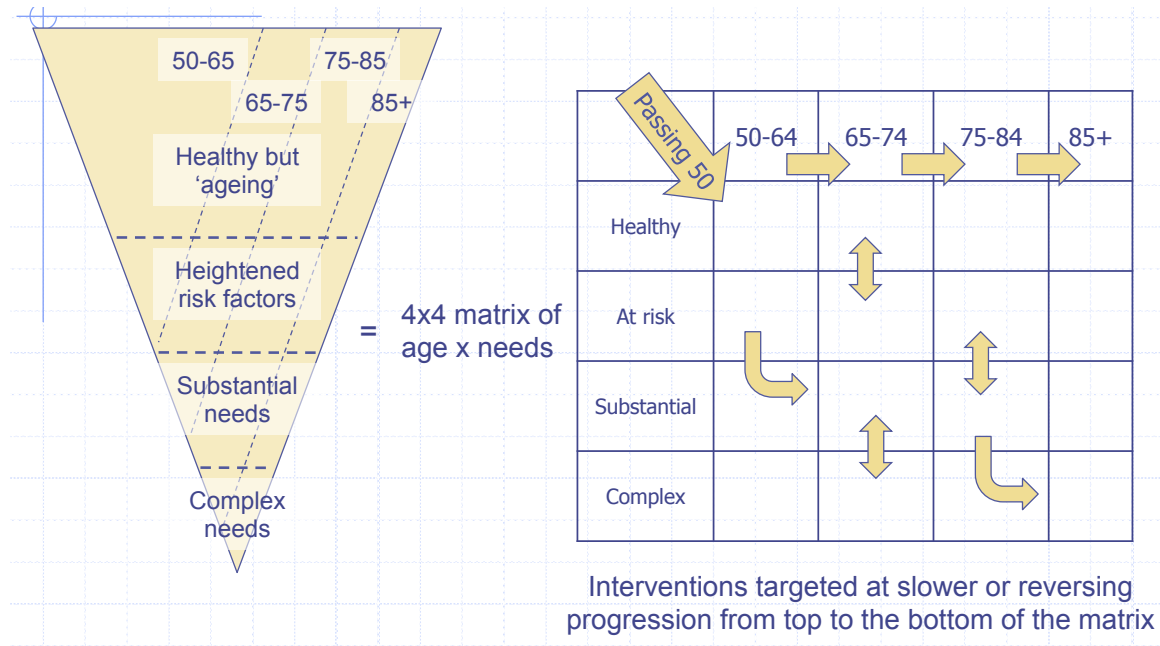 50-65
75-85
65-75
85+
Healthy but
‘ageing’
Heightened
risk factors
Substantial
needs
Complex
needs
= 4x4 matrix of
age x needs
Passing 50
50-64
65-74
75-84
85+
Healthy
At risk
Substantial
Complex
Interventions targeted at slower or reversing
progression from top to the bottom of the matrix